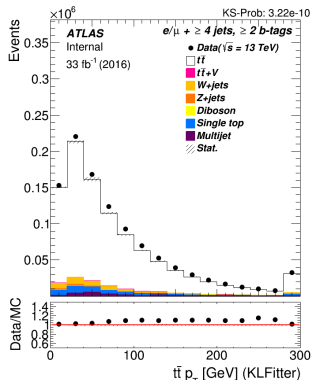 ×10⁶
KS-Prob: 3.22e-10
Events
ATLAS
e/μ + ≥ 4 jets, ≥ 2 b-tags
Internal
33 fb⁻¹ (2016)
Data(√s = 13 TeV)
tt̄
tt̄+V
W+jets
Z+jets
Diboson
Single top
Multijet
Stat.
0.35
0.3
0.25
0.2
0.15
0.1
0.05
Data/MC
1.4
1.2
1.0
0.8
0.6
0 100 200 300
tt̄ p_T [GeV] (KLFitter)